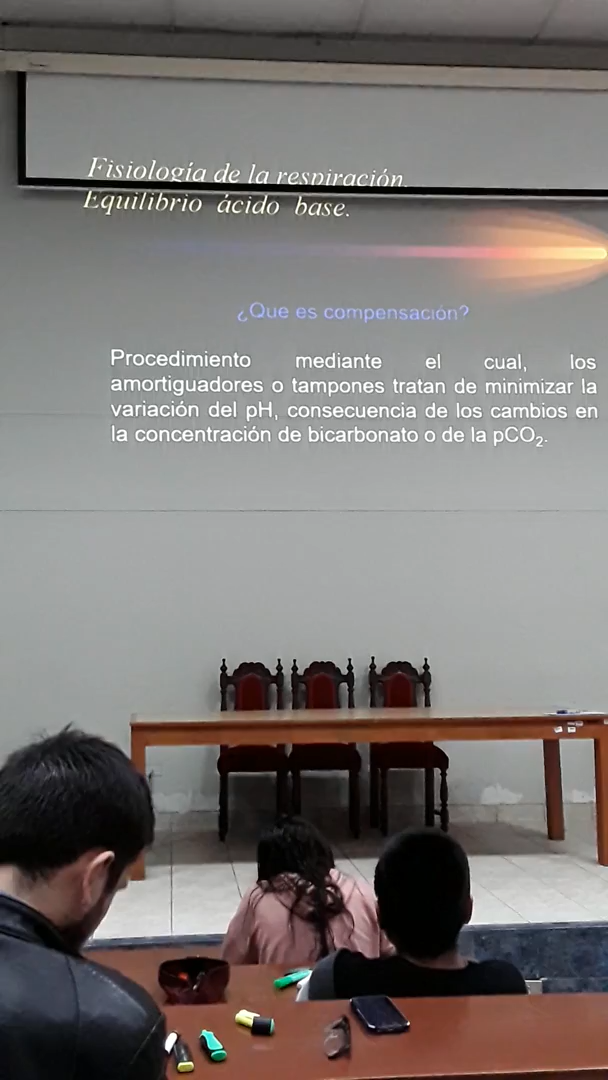 Fisiología de la respiración.
Equilibrio ácido base.
¿Que es compensación?
Procedimiento mediante el cual, los
amortiguadores o tampones tratan de minimizar la
variación del pH, consecuencia de los cambios en
la concentración de bicarbonato o de la pCO₂.